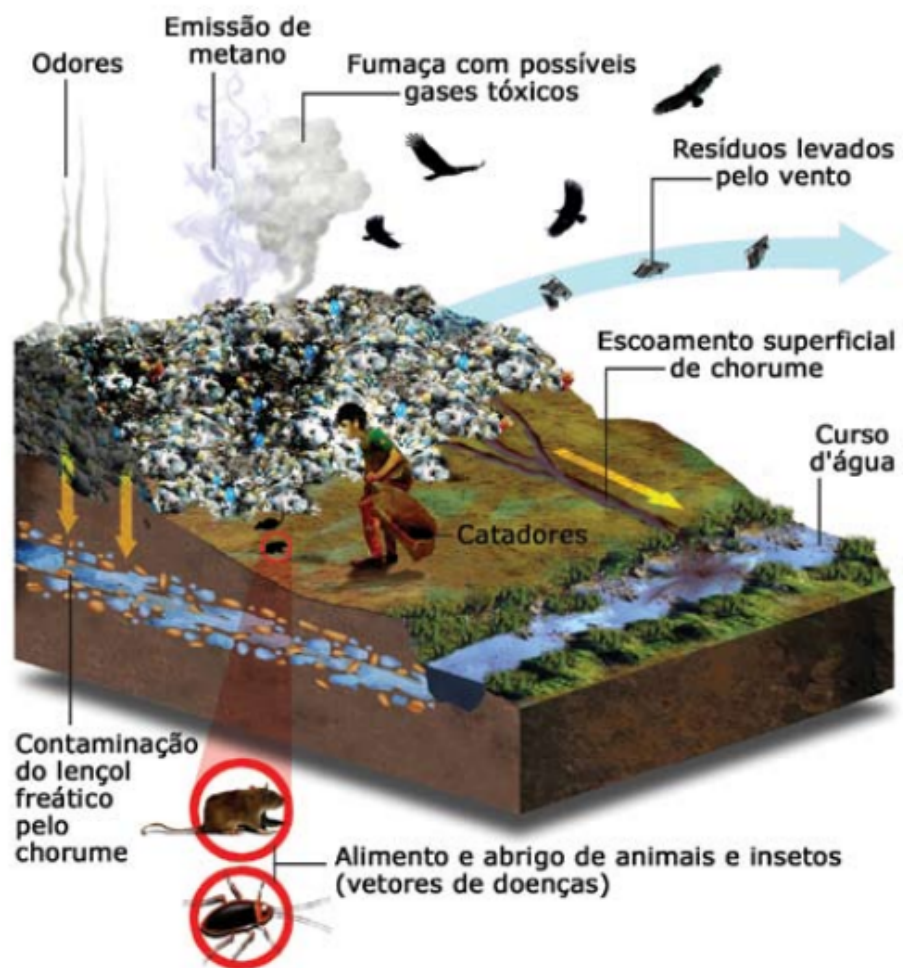 Odores
Emissão de
metano
Fumaça com possíveis
gases tóxicos
Resíduos levados
pelo vento
Escoamento superficial
de chorume
Curso
d'água
Catadores
Contaminação
do lençol
freático
pelo
chorume
Alimento e abrigo de animais e insetos
(vetores de doenças)